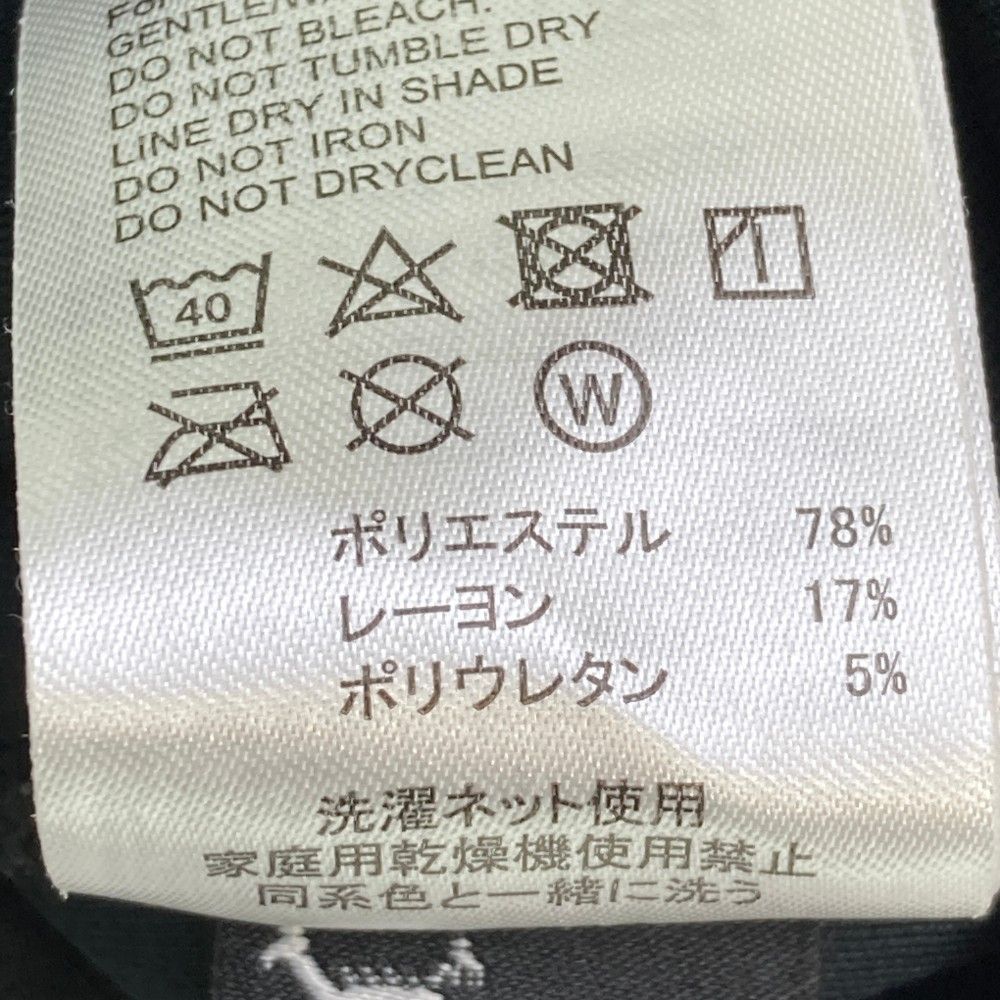 GENTLE
DO NOT BLEACH.
DO NOT TUMBLE DRY
LINE DRY IN SHADE
DO NOT IRON
DO NOT DRYCLEAN
40
W
ポリエステル 78%
レーヨン 17%
ポリウレタン 5%
洗濯ネット使用
家庭用乾燥機使用禁止
同系色と一緒に洗う